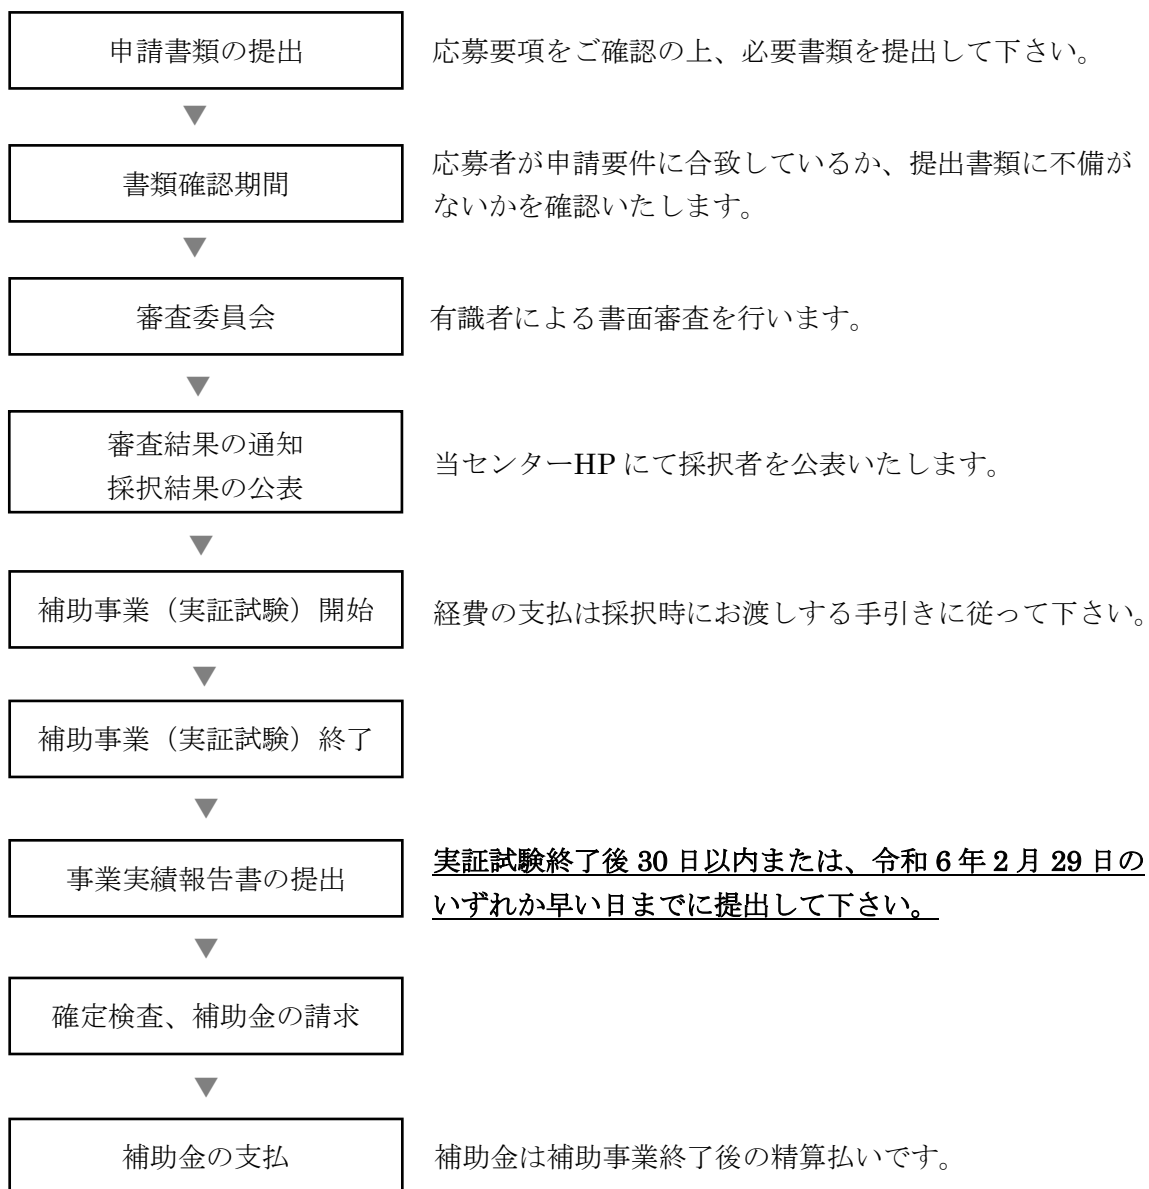 申請書類の提出
応募要項をご確認の上、必要書類を提出して下さい。
▼
書類確認期間
応募者が申請要件に合致しているか、提出書類に不備が
ないかを確認いたします。
▼
審査委員会
有識者による書面審査を行います。
▼
審査結果の通知
採択結果の公表
当センターHP にて採択者を公表いたします。
▼
補助事業（実証試験）開始
経費の支払は採択時にお渡しする手引きに従って下さい。
▼
補助事業（実証試験）終了
▼
事業実績報告書の提出
実証試験終了後 30 日以内または、令和 6 年 2 月 29 日の
いずれか早い日までに提出して下さい。
▼
確定検査、補助金の請求
▼
補助金の支払
補助金は補助事業終了後の精算払いです。